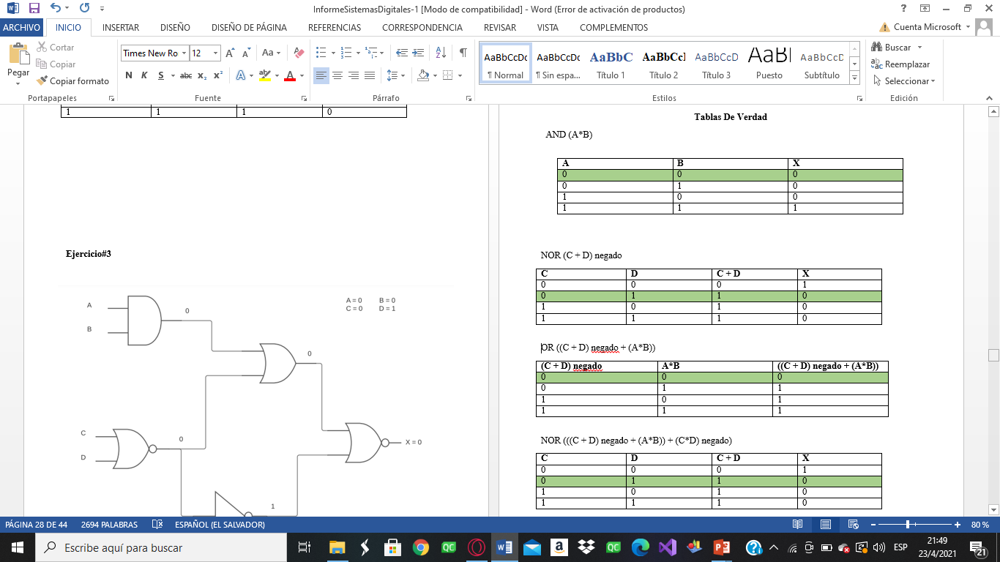 InformeSistemasDigitales-1 [Modo de compatibilidad] - Word (Error de activación de productos)
ARCHIVO INICIO INSERTAR DISEÑO DISEÑO DE PÁGINA REFERENCIAS CORRESPONDENCIA REVISAR VISTA COMPLEMENTOS Cuenta Microsoft
Pegar
Cortar
Copiar
Copiar formato
Portapapeles
Times New Ro 12
N K S abc x₂ x²
Fuente
Párrafo
AaBbCcDc AaBbCcDc AaBbC AaBbCcI AaBbCcD AaBl AaBbCcD
¶ Normal ¶ Sin espa... Título 1 Título 2 Título 3 Puesto Subtítulo
Estilos
Buscar
Reemplazar
Seleccionar
Edición
1 1 1 0
Ejercicio#3
A = 0 B = 0
C = 0 D = 1
A
B
0
0
C
D
0
1
X = 0
Tablas De Verdad
AND (A*B)
A B X
0 0 0
0 1 0
1 0 0
1 1 1
NOR (C + D) negado
C D C + D X
0 0 0 1
0 1 1 0
1 0 1 0
1 1 1 0
OR ((C + D) negado + (A*B))
(C + D) negado A*B ((C + D) negado + (A*B))
0 0 0
0 1 1
1 0 1
1 1 1
NOR (((C + D) negado + (A*B)) + (C*D) negado)
C D C + D X
0 0 0 1
0 1 1 0
1 0 1 0
1 1 1 0
PÁGINA 28 DE 44 2694 PALABRAS ESPAÑOL (EL SALVADOR) 80 %
Escribe aquí para buscar
QC QC ESP
21:49
23/4/2021
21